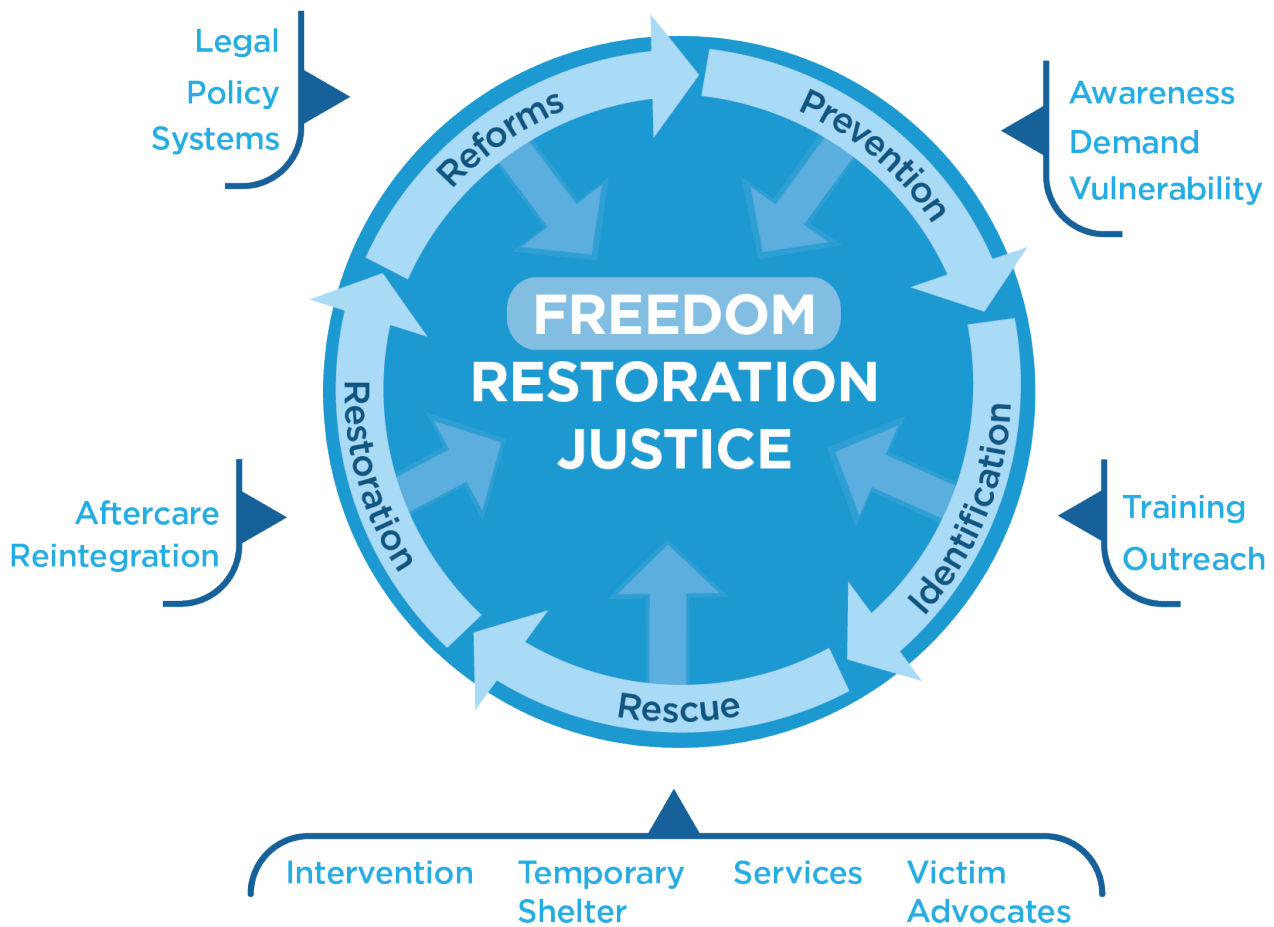 Legal
Policy
Systems
Reforms
Prevention
Awareness
Demand
Vulnerability
FREEDOM
RESTORATION
JUSTICE
Restoration
Identification
Aftercare
Reintegration
Training
Outreach
Rescue
Intervention
Temporary
Shelter
Services
Victim
Advocates